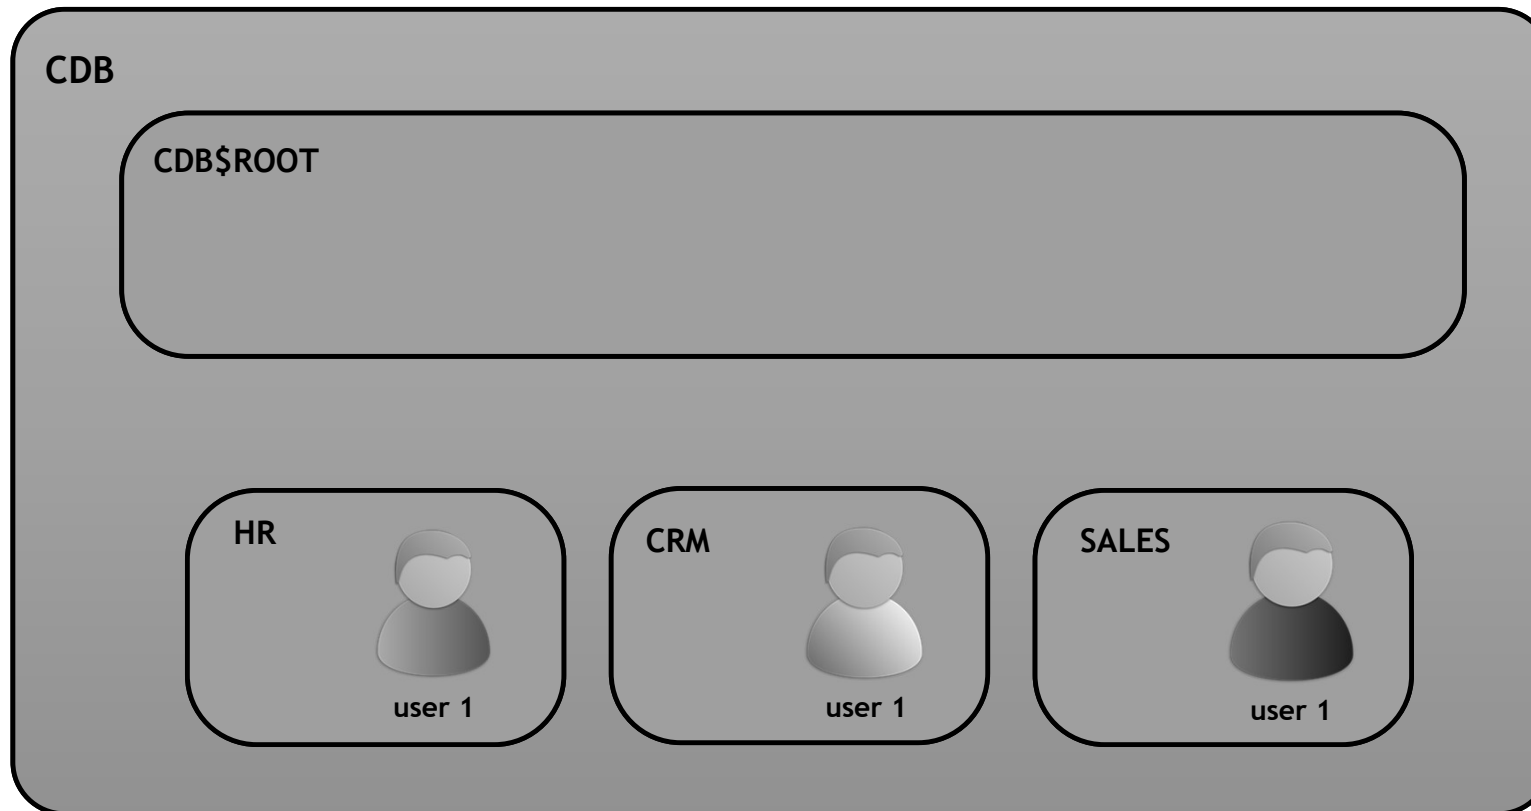 CDB
CDB$ROOT
HR
user 1
CRM
user 1
SALES
user 1